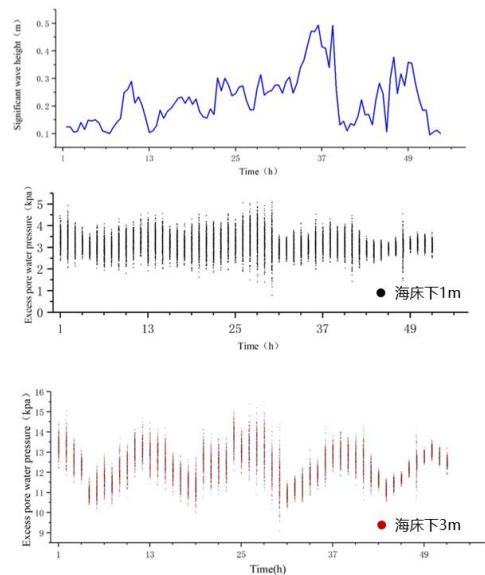 Significant wave height（m）
0.5
0.4
0.3
0.2
0.1
1 13 25 37 49
Time（h）
Excess pore water pressure（kpa）
5
4
3
2
1
0
海床下1m
1 13 25 37 49
Time（h）
Excess pore water pressure（kpa）
16
15
14
13
12
11
10
9
海床下3m
1 13 25 37 49
Time(h)